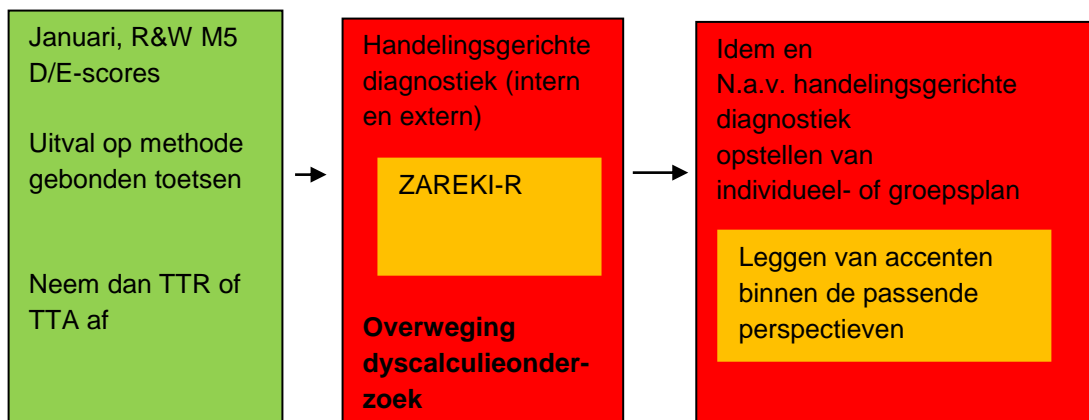 Januari, R&W M5
D/E-scores
Uitval op methode
gebonden toetsen
Neem dan TTR of
TTA af
Handelingsgerichte
diagnostiek (intern
en extern)
ZAREKI-R
Overweging
dyscalculieonder-
zoek
Idem en
N.a.v. handelingsgerichte
diagnostiek
opstellen van
individueel- of groepsplan
Leggen van accenten
binnen de passende
perspectieven